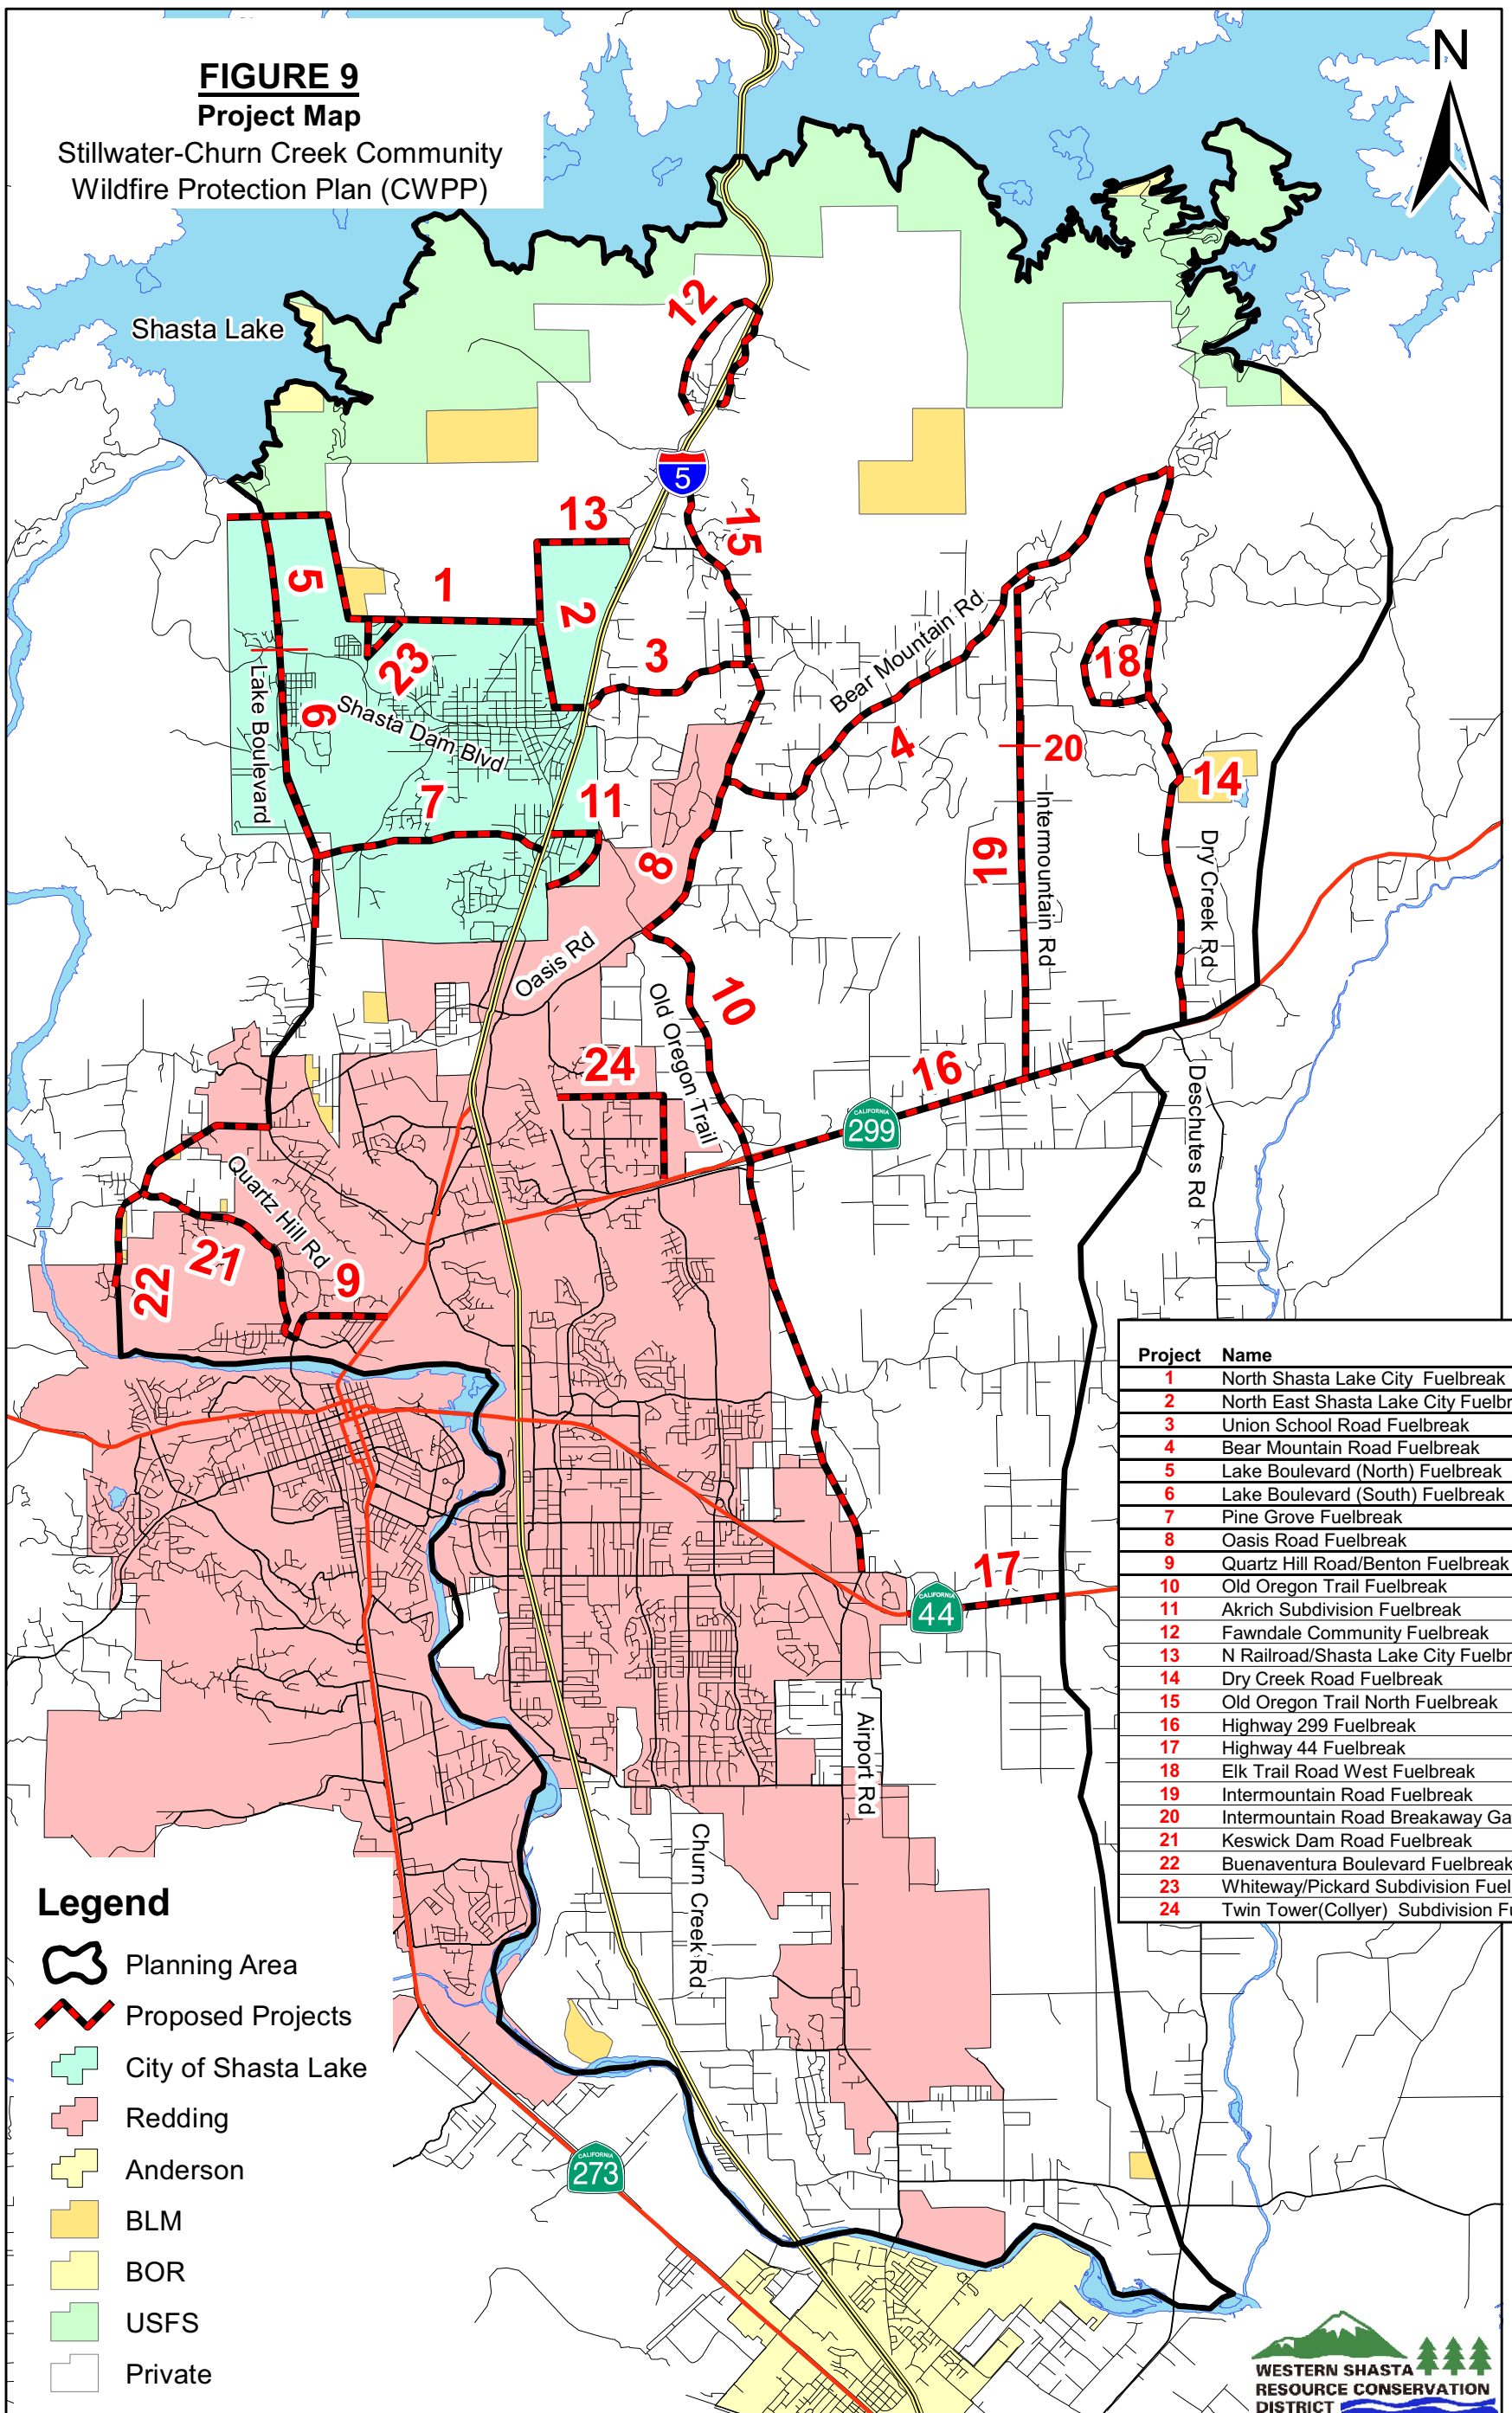 FIGURE 9
Project Map
Stillwater-Churn Creek Community
Wildfire Protection Plan (CWPP)
N
Shasta Lake
12
5
13
15
5
1
2
3
23
Bear Mountain Rd
18
Lake Boulevard
6
Shasta Dam Blvd
4
20
14
7
11
8
19
Intermountain Rd
Dry Creek Rd
Oasis Rd
10
Old Oregon Trail
24
16
CALIFORNIA
299
Deschutes Rd
Quartz Hill Rd
21
22
9
17
CALIFORNIA
44
Airport Rd
Churn Creek Rd
CALIFORNIA
273
Project Name
1 North Shasta Lake City Fuelbreak
2 North East Shasta Lake City Fuelbr
3 Union School Road Fuelbreak
4 Bear Mountain Road Fuelbreak
5 Lake Boulevard (North) Fuelbreak
6 Lake Boulevard (South) Fuelbreak
7 Pine Grove Fuelbreak
8 Oasis Road Fuelbreak
9 Quartz Hill Road/Benton Fuelbreak
10 Old Oregon Trail Fuelbreak
11 Akrich Subdivision Fuelbreak
12 Fawndale Community Fuelbreak
13 N Railroad/Shasta Lake City Fuelbr
14 Dry Creek Road Fuelbreak
15 Old Oregon Trail North Fuelbreak
16 Highway 299 Fuelbreak
17 Highway 44 Fuelbreak
18 Elk Trail Road West Fuelbreak
19 Intermountain Road Fuelbreak
20 Intermountain Road Breakaway Ga
21 Keswick Dam Road Fuelbreak
22 Buenaventura Boulevard Fuelbreak
23 Whiteway/Pickard Subdivision Fuel
24 Twin Tower(Collyer) Subdivision Fu
Legend
Planning Area
Proposed Projects
City of Shasta Lake
Redding
Anderson
BLM
BOR
USFS
Private
WESTERN SHASTA
RESOURCE CONSERVATION
DISTRICT